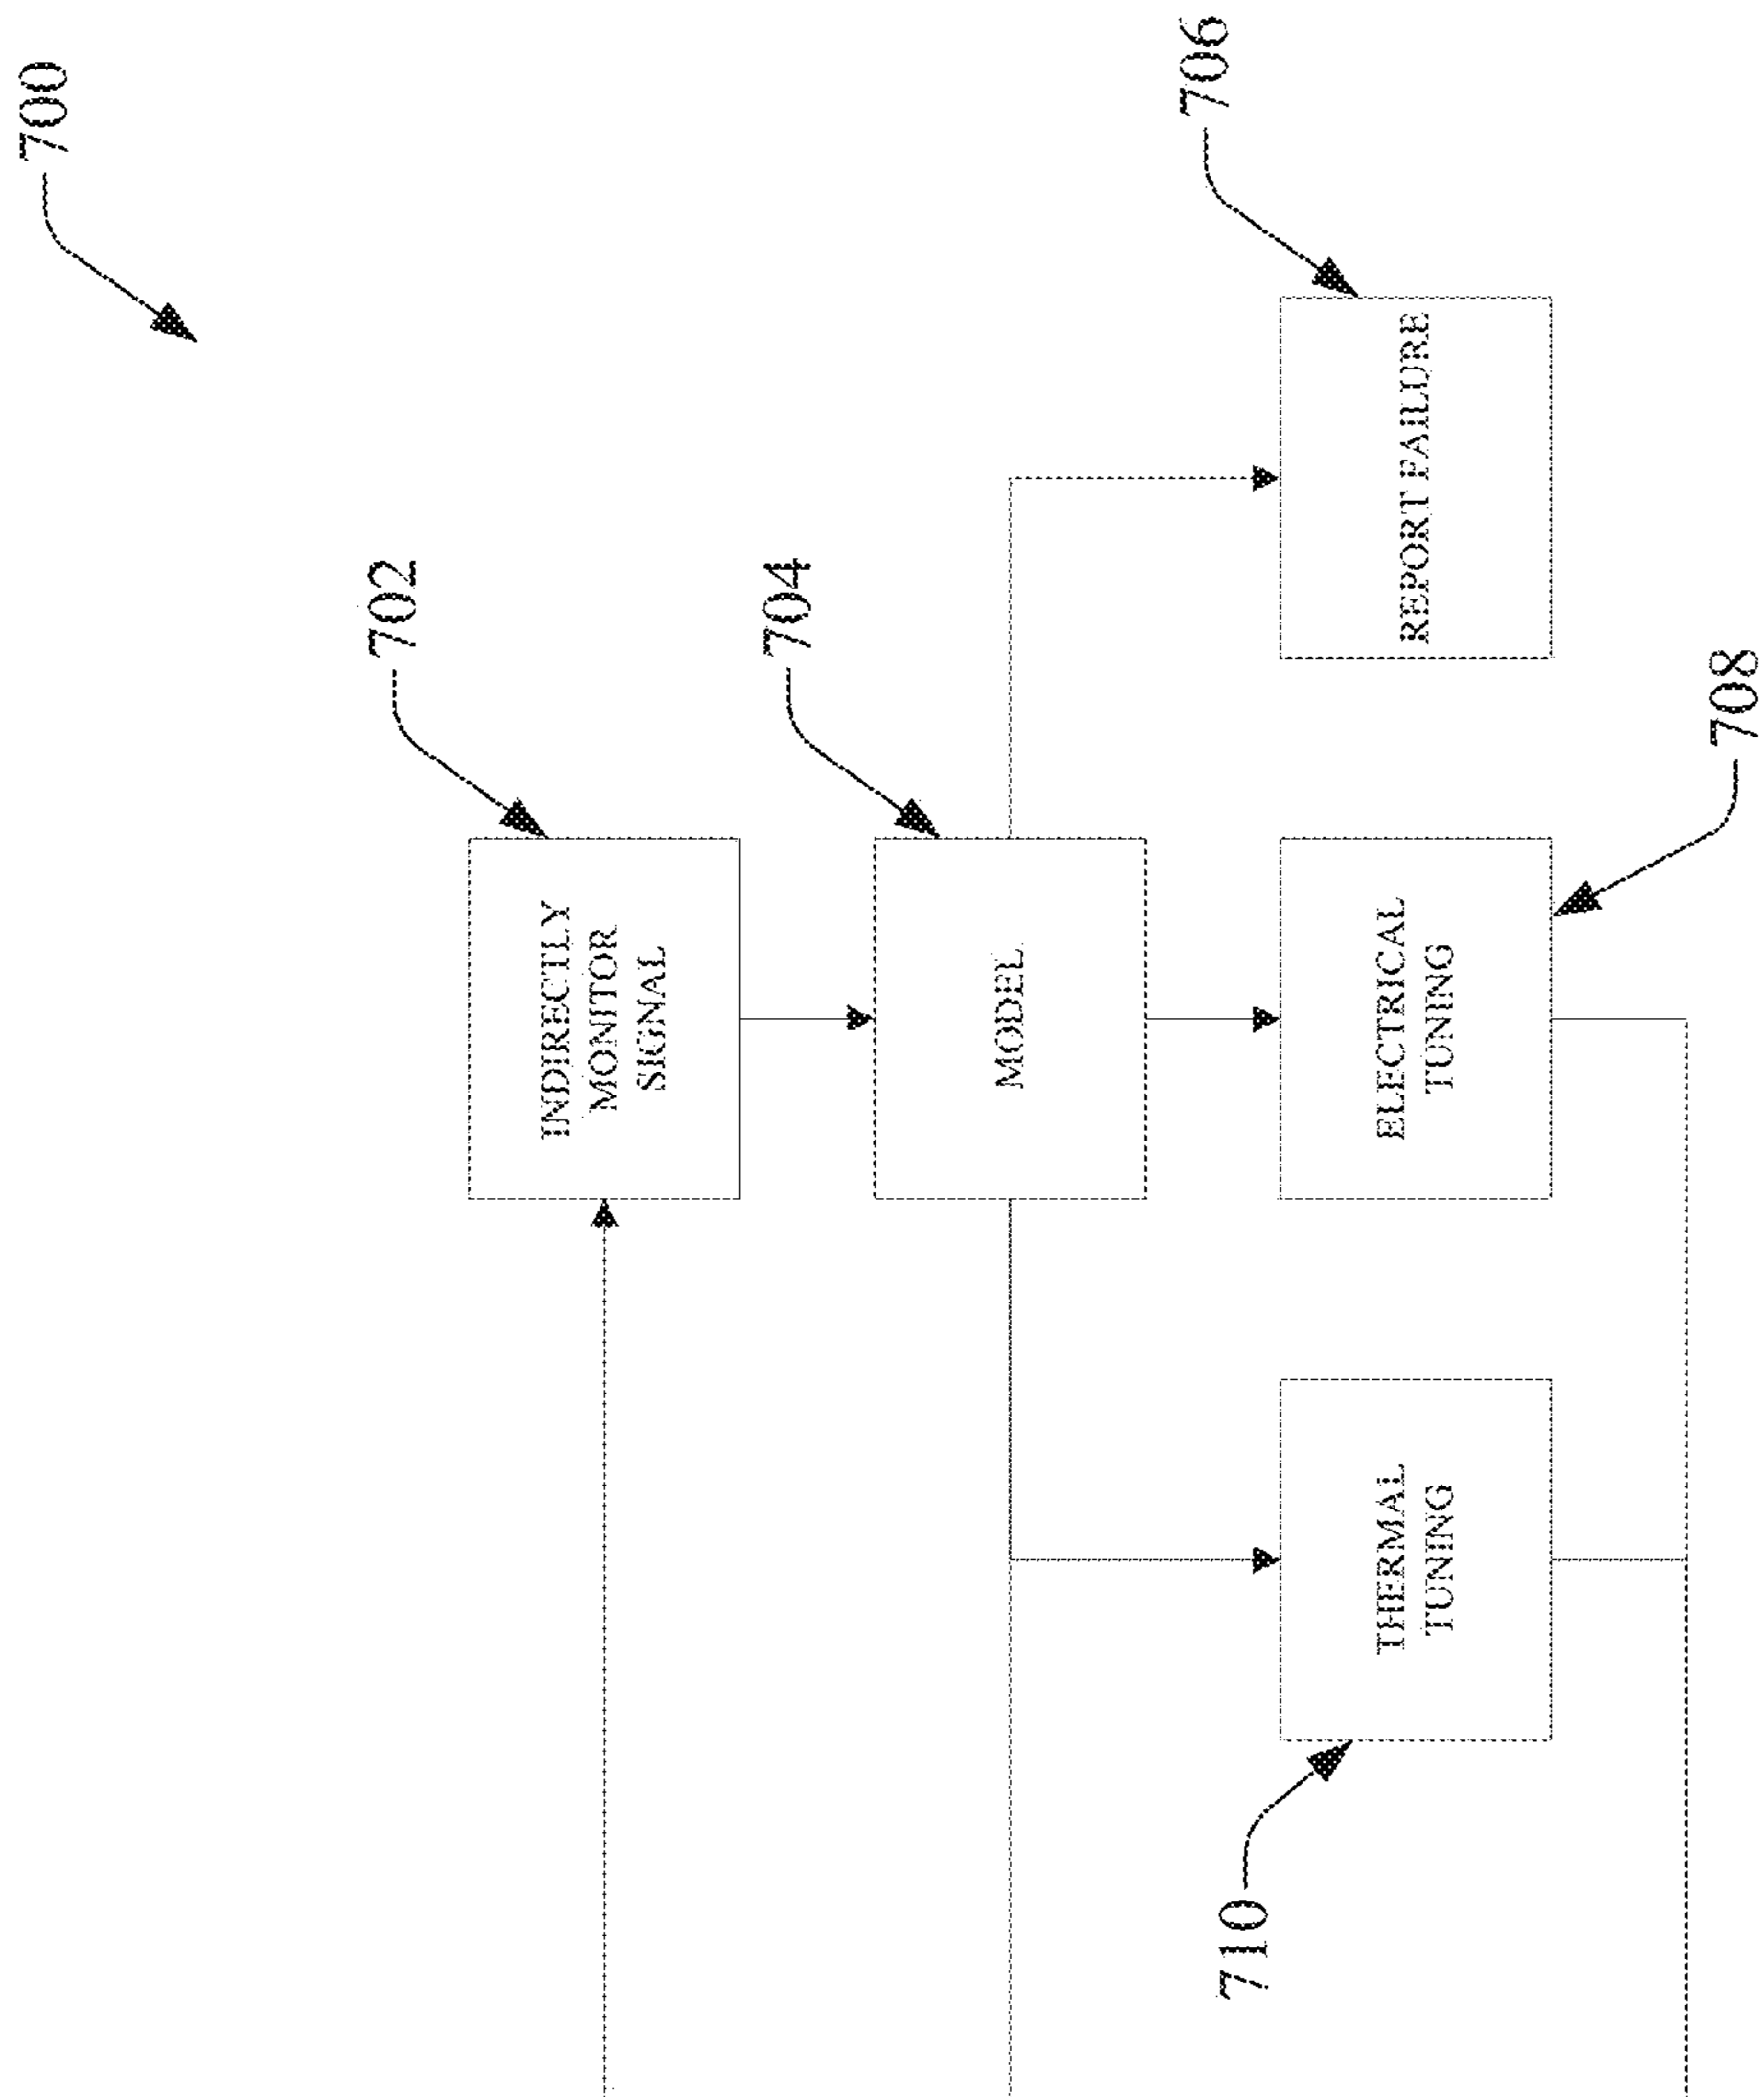 700
702
INDIRECTLY
MONITOR
SIGNAL
704
MODEL
706
REPORT FAILURE
708
ELECTRICAL
TUNING
710
THERMAL
TUNING